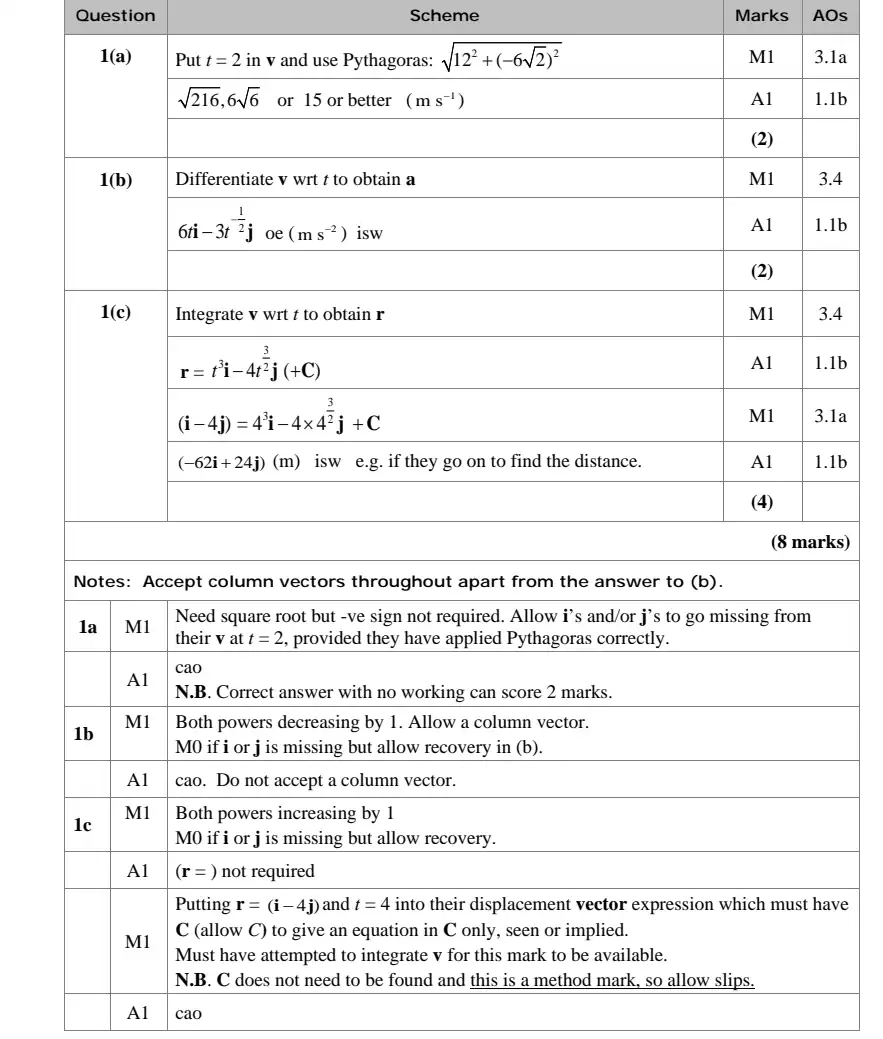 Question Scheme Marks AOs
1(a) Put t = 2 in v and use Pythagoras: √(12² + (−6√2)²) M1 3.1a
√216, 6√6 or 15 or better (m s⁻¹) A1 1.1b
(2)
1(b) Differentiate v wrt t to obtain a M1 3.4
6ti − 3t^(−1/2)j oe (m s⁻²) isw A1 1.1b
(2)
1(c) Integrate v wrt t to obtain r M1 3.4
r = t³i − 4t^(3/2)j (+C) A1 1.1b
(i − 4j) = 4³i − 4 × 4^(3/2)j + C M1 3.1a
(−62i + 24j) (m) isw e.g. if they go on to find the distance. A1 1.1b
(4)
(8 marks)
Notes: Accept column vectors throughout apart from the answer to (b).
1a M1 Need square root but -ve sign not required. Allow i’s and/or j’s to go missing from
their v at t = 2, provided they have applied Pythagoras correctly.
A1 cao
N.B. Correct answer with no working can score 2 marks.
1b M1 Both powers decreasing by 1. Allow a column vector.
M0 if i or j is missing but allow recovery in (b).
A1 cao. Do not accept a column vector.
1c M1 Both powers increasing by 1
M0 if i or j is missing but allow recovery.
A1 (r = ) not required
M1 Putting r = (i − 4j) and t = 4 into their displacement vector expression which must have
C (allow C) to give an equation in C only, seen or implied.
Must have attempted to integrate v for this mark to be available.
N.B. C does not need to be found and this is a method mark, so allow slips.
A1 cao